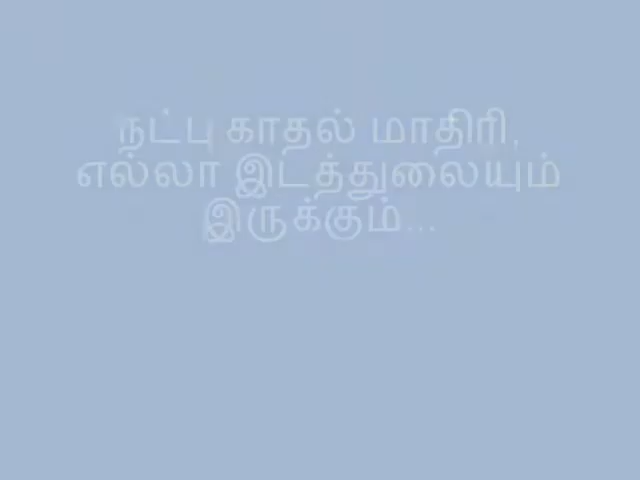 நட்பு காதல் மாதிரி,
எல்லா இடத்துலையும்
இருக்கும்...